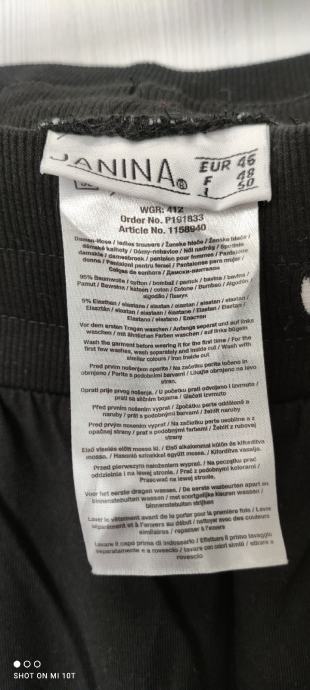 JANINA®
EUR 46
F 48
I 50
WGR: 412
Order No. P191833
Article No. 1158940
Damen-Hose / ladies trousers / Ženske hlače / Ženske hlače /
dámské kalhoty / Dámy-nohavice / Női nadrág / Spodnie
damskie / damesbroek / pantalon pour femmes / Pantalone
donna / Pantaloni pentru femei / Pantalones para mujer /
Calças de senhora / Дамски-панталони
95% Baumwolle / cotton / bombaž / pamuk / bavlna / bavlna /
Pamut / Bawełna / katoen / coton / Cotone / Bumbac / Algodón /
algodão / Памук
5% Elasthan / elastane / elastan / elastan / elastan /
Elastano / elastano / Еластан
Vor dem ersten Tragen waschen / Anfangs separat und auf links
waschen / mit ähnlichen Farben waschen / auf links bügeln
Wash the garment before wearing it for the first time / For the
first few washes, wash separately and inside out / Wash with
similar colours / Iron inside out
Pred prvim nošenjem perite / Na začetku perite ločeno in
obrnjeno / Perite s podobnimi barvami / Likajte obrnjeno na levo
stran.
Oprati prije prvog nošenja. / U početku prati odvojeno i izvrnuto /
prati sa sličnim bojama / Glačati izvrnuto
Před prvním nošením vyprat / Zpočátku perte odděleně a
naruby / prát s podobnými barvami / žehlit naruby
Pred prvým nosením vyprať / Na začiatku perte osobitne a z
opačnej strany / prať s podobnými farbami / Žehliť z rubovej
strany
Első viselés előtt mossa ki. / Első alkalommal külön és kifordítva
mossa. / Hasonló színekkel együtt mossa. / Kifordítva vasalja.
Przed pierwszym założeniem wyprać. / Na początku prać
oddzielnie i na lewej stronie. / Prać z podobnymi kolorami /
Prasować na lewej stronie.
Voor het eerste dragen wassen. / De eerste wasbeurten apart en
binnenstebuiten wassen / met soortgelijke kleuren wassen /
binnenstebuiten strijken
Laver le vêtement avant de le porter pour la première fois / Laver
séparément et à l'envers au début / nettoyer avec des couleurs
similaires / repasser à l'envers
Lavare il capo prima di indossarlo / Effettuare il primo lavaggio
separatamente e a rovescio / lavare con colori simili / stirare a
rovescio
SHOT ON MI 10T